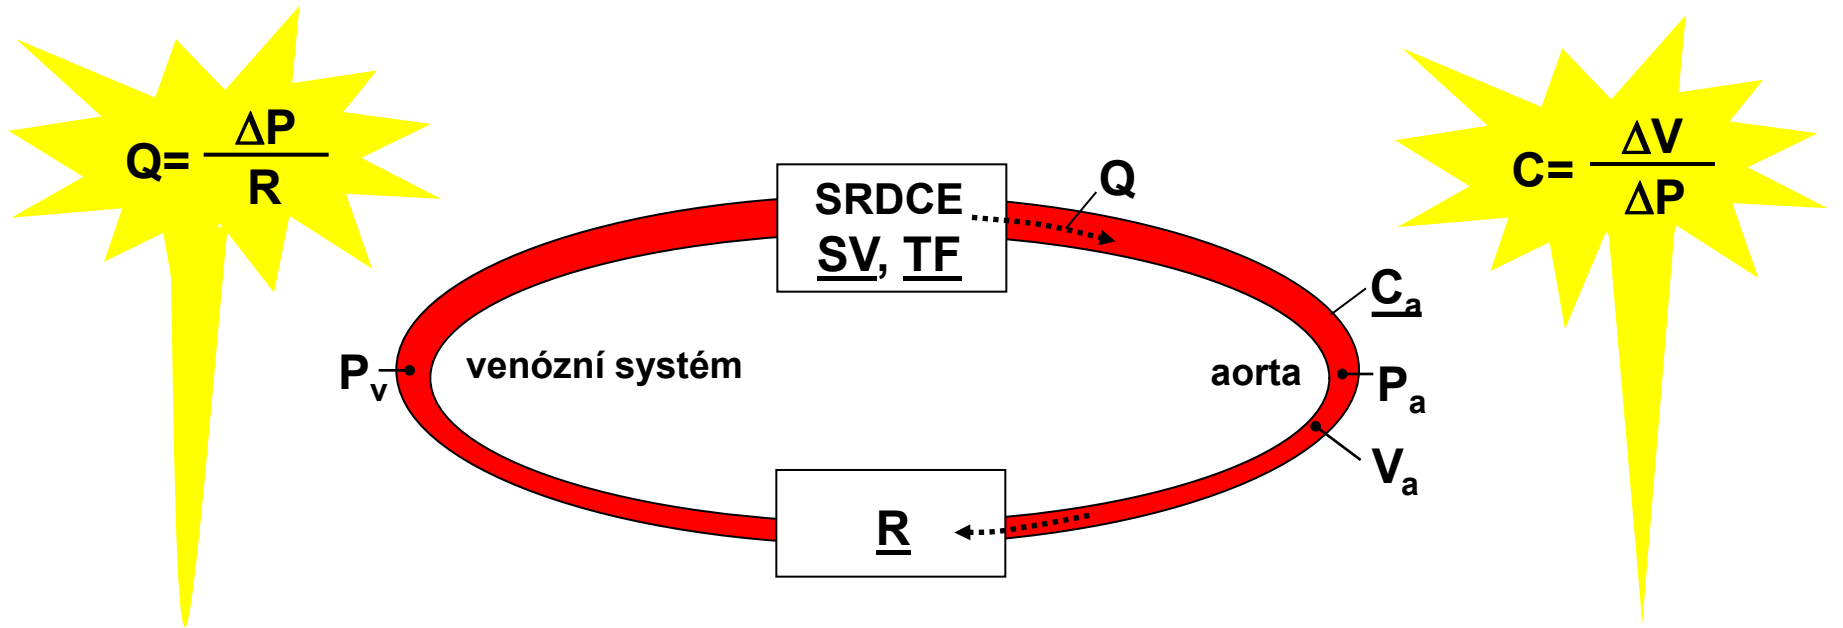 Q= ΔP
R
SRDCE
SV, TF
Q
C= ΔV
ΔP
Ca
Pv
venózní systém
aorta
Pa
Va
R